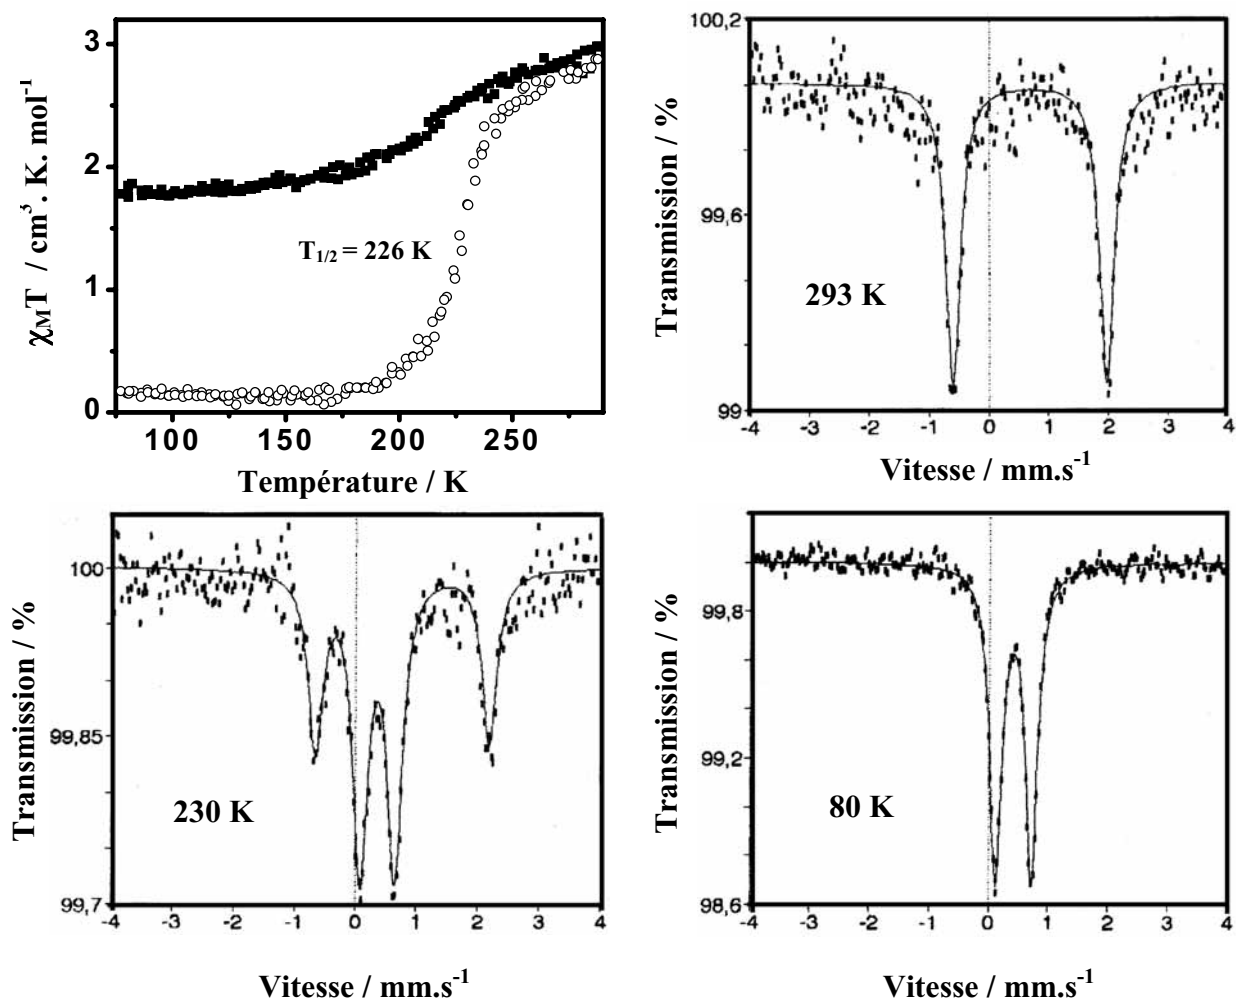 3
2
1
0
χMT / cm³. K. mol-1
T1/2 = 226 K
100 150 200 250
Température / K
100,2
99,6
99
Transmission / %
293 K
-4 -3 -2 -1 0 1 2 3 4
Vitesse / mm.s-1
100
99,85
99,7
Transmission / %
230 K
-4 -3 -2 -1 0 1 2 3 4
Vitesse / mm.s-1
99,8
99,2
98,6
Transmission / %
80 K
-4 -3 -2 -1 0 1 2 3 4
Vitesse / mm.s-1